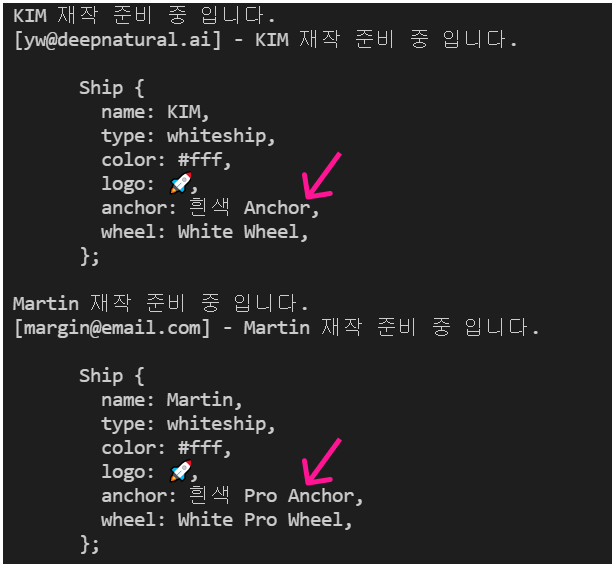 KIM 재작 준비 중 입니다.
[yw@deepnatural.ai] - KIM 재작 준비 중 입니다.
Ship {
name: KIM,
type: whiteship,
color: #fff,
logo: 🚀,
anchor: 흰색 Anchor,
wheel: White Wheel,
};
Martin 재작 준비 중 입니다.
[margin@email.com] - Martin 재작 준비 중 입니다.
Ship {
name: Martin,
type: whiteship,
color: #fff,
logo: 🚀,
anchor: 흰색 Pro Anchor,
wheel: White Pro Wheel,
};